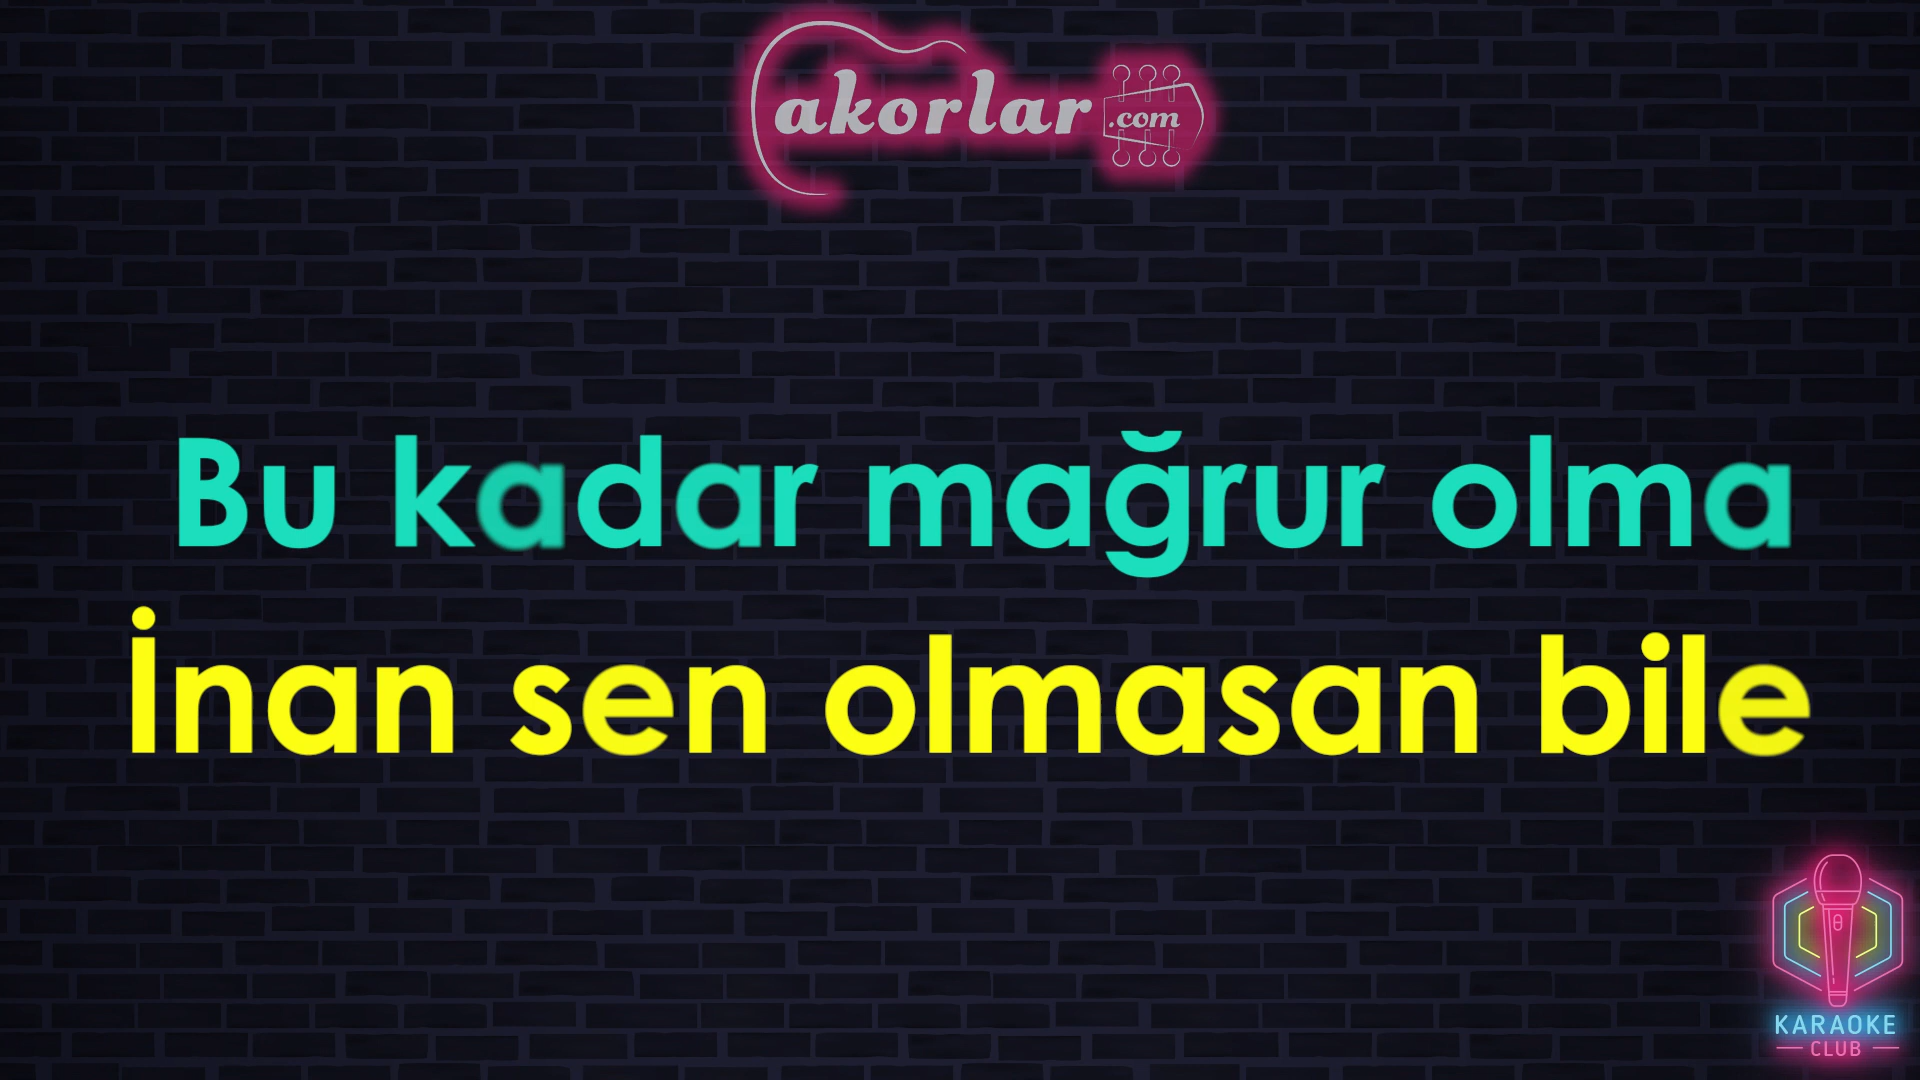 akorlar
.com
Bu kadar mağrur olma
İnan sen olmasan bile
KARAOKE
CLUB